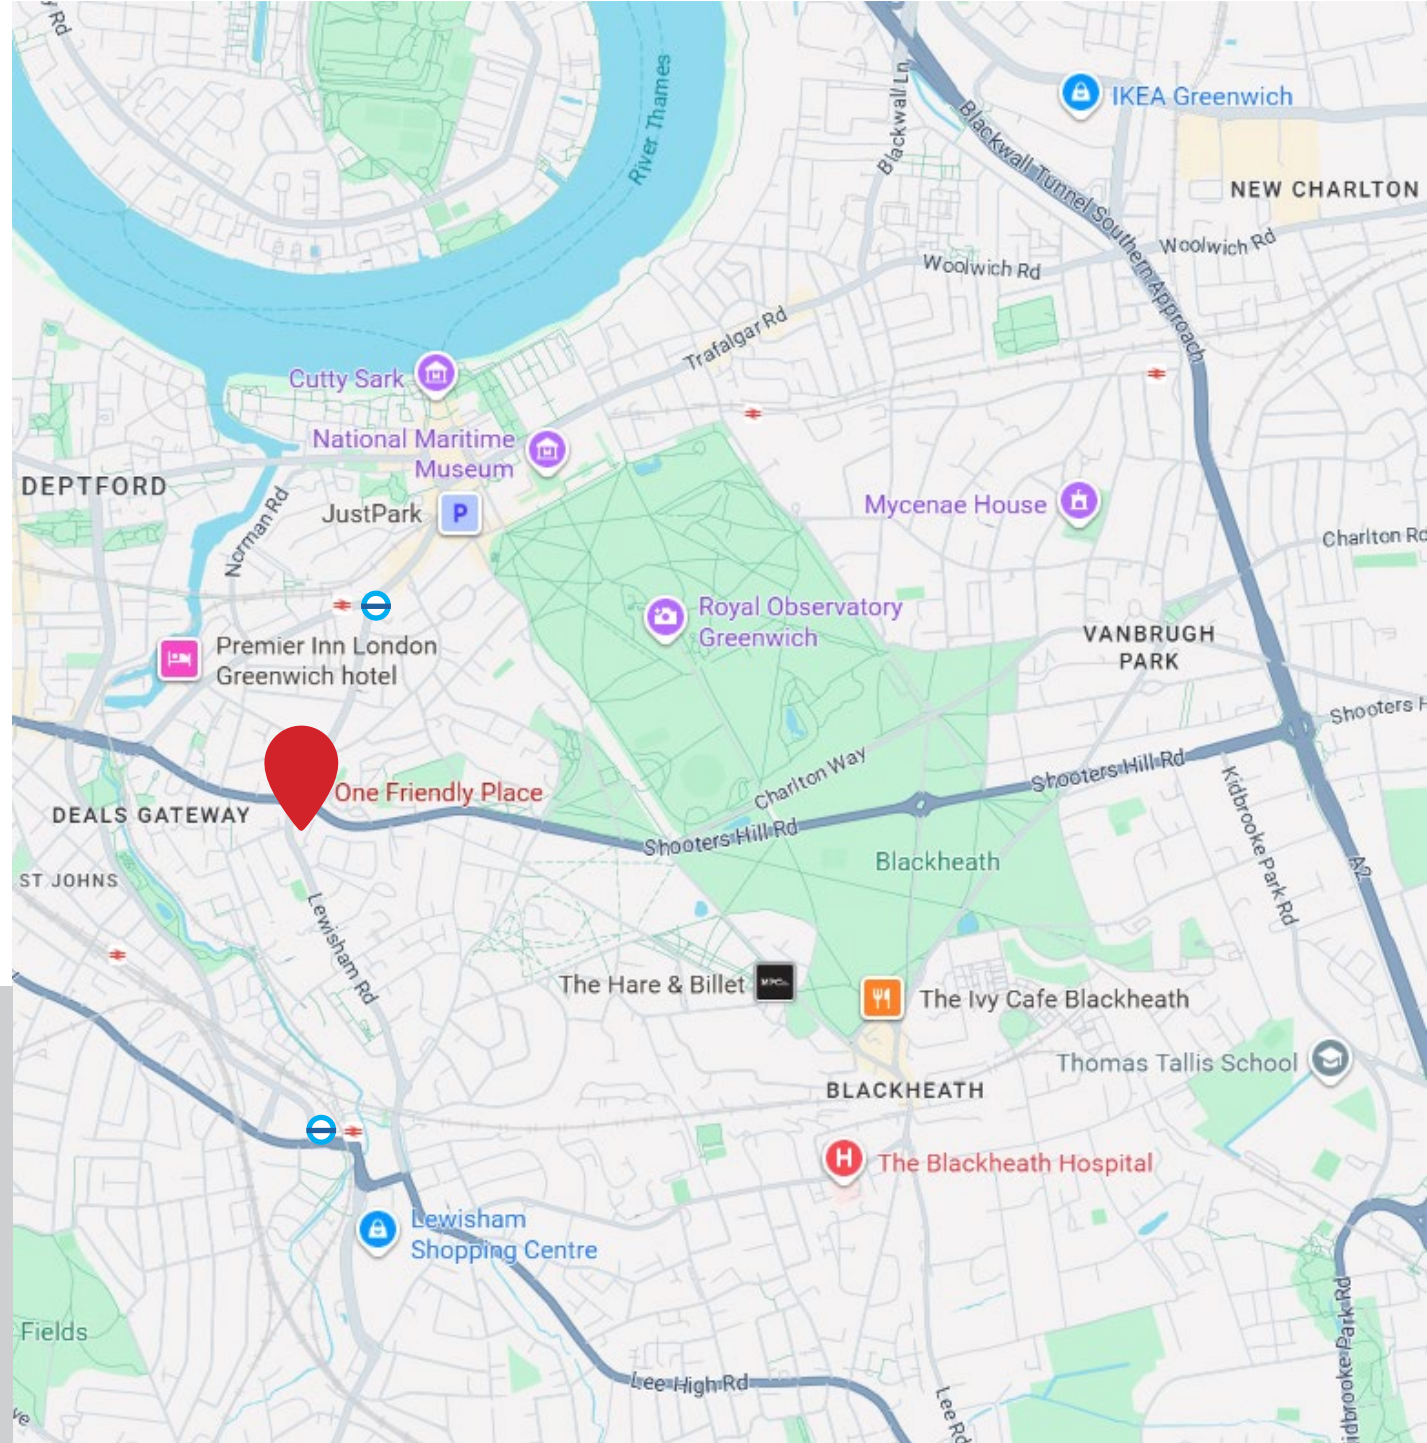 Rd
River Thames
Blackwall Ln
IKEA Greenwich
Blackwall Tunnel Southern Approach
NEW CHARLTON
Woolwich Rd
Woolwich Rd
Trafalgar Rd
Cutty Sark
National Maritime
Museum
DEPTFORD
JustPark
P
Norman Rd
Mycenae House
Charlton Rd
Royal Observatory
Greenwich
VANBRUGH
PARK
Premier Inn London
Greenwich hotel
Shooters H
One Friendly Place
Charlton Way
Shooters Hill Rd
DEALS GATEWAY
Shooters Hill Rd
Kidbrooke Park Rd
Blackheath
A2
ST JOHNS
Lewisham Rd
The Hare & Billet
The Ivy Cafe Blackheath
Thomas Tallis School
BLACKHEATH
H
The Blackheath Hospital
Lewisham
Shopping Centre
Fields
idbrooke Park Rd
Lee High Rd
Lee Rd
ve